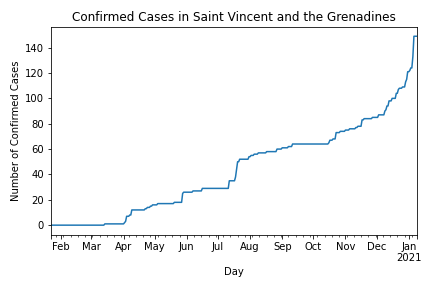 Confirmed Cases in Saint Vincent and the Grenadines
Number of Confirmed Cases
140
120
100
80
60
40
20
0
Feb Mar Apr May Jun Jul Aug Sep Oct Nov Dec Jan
2021
Day